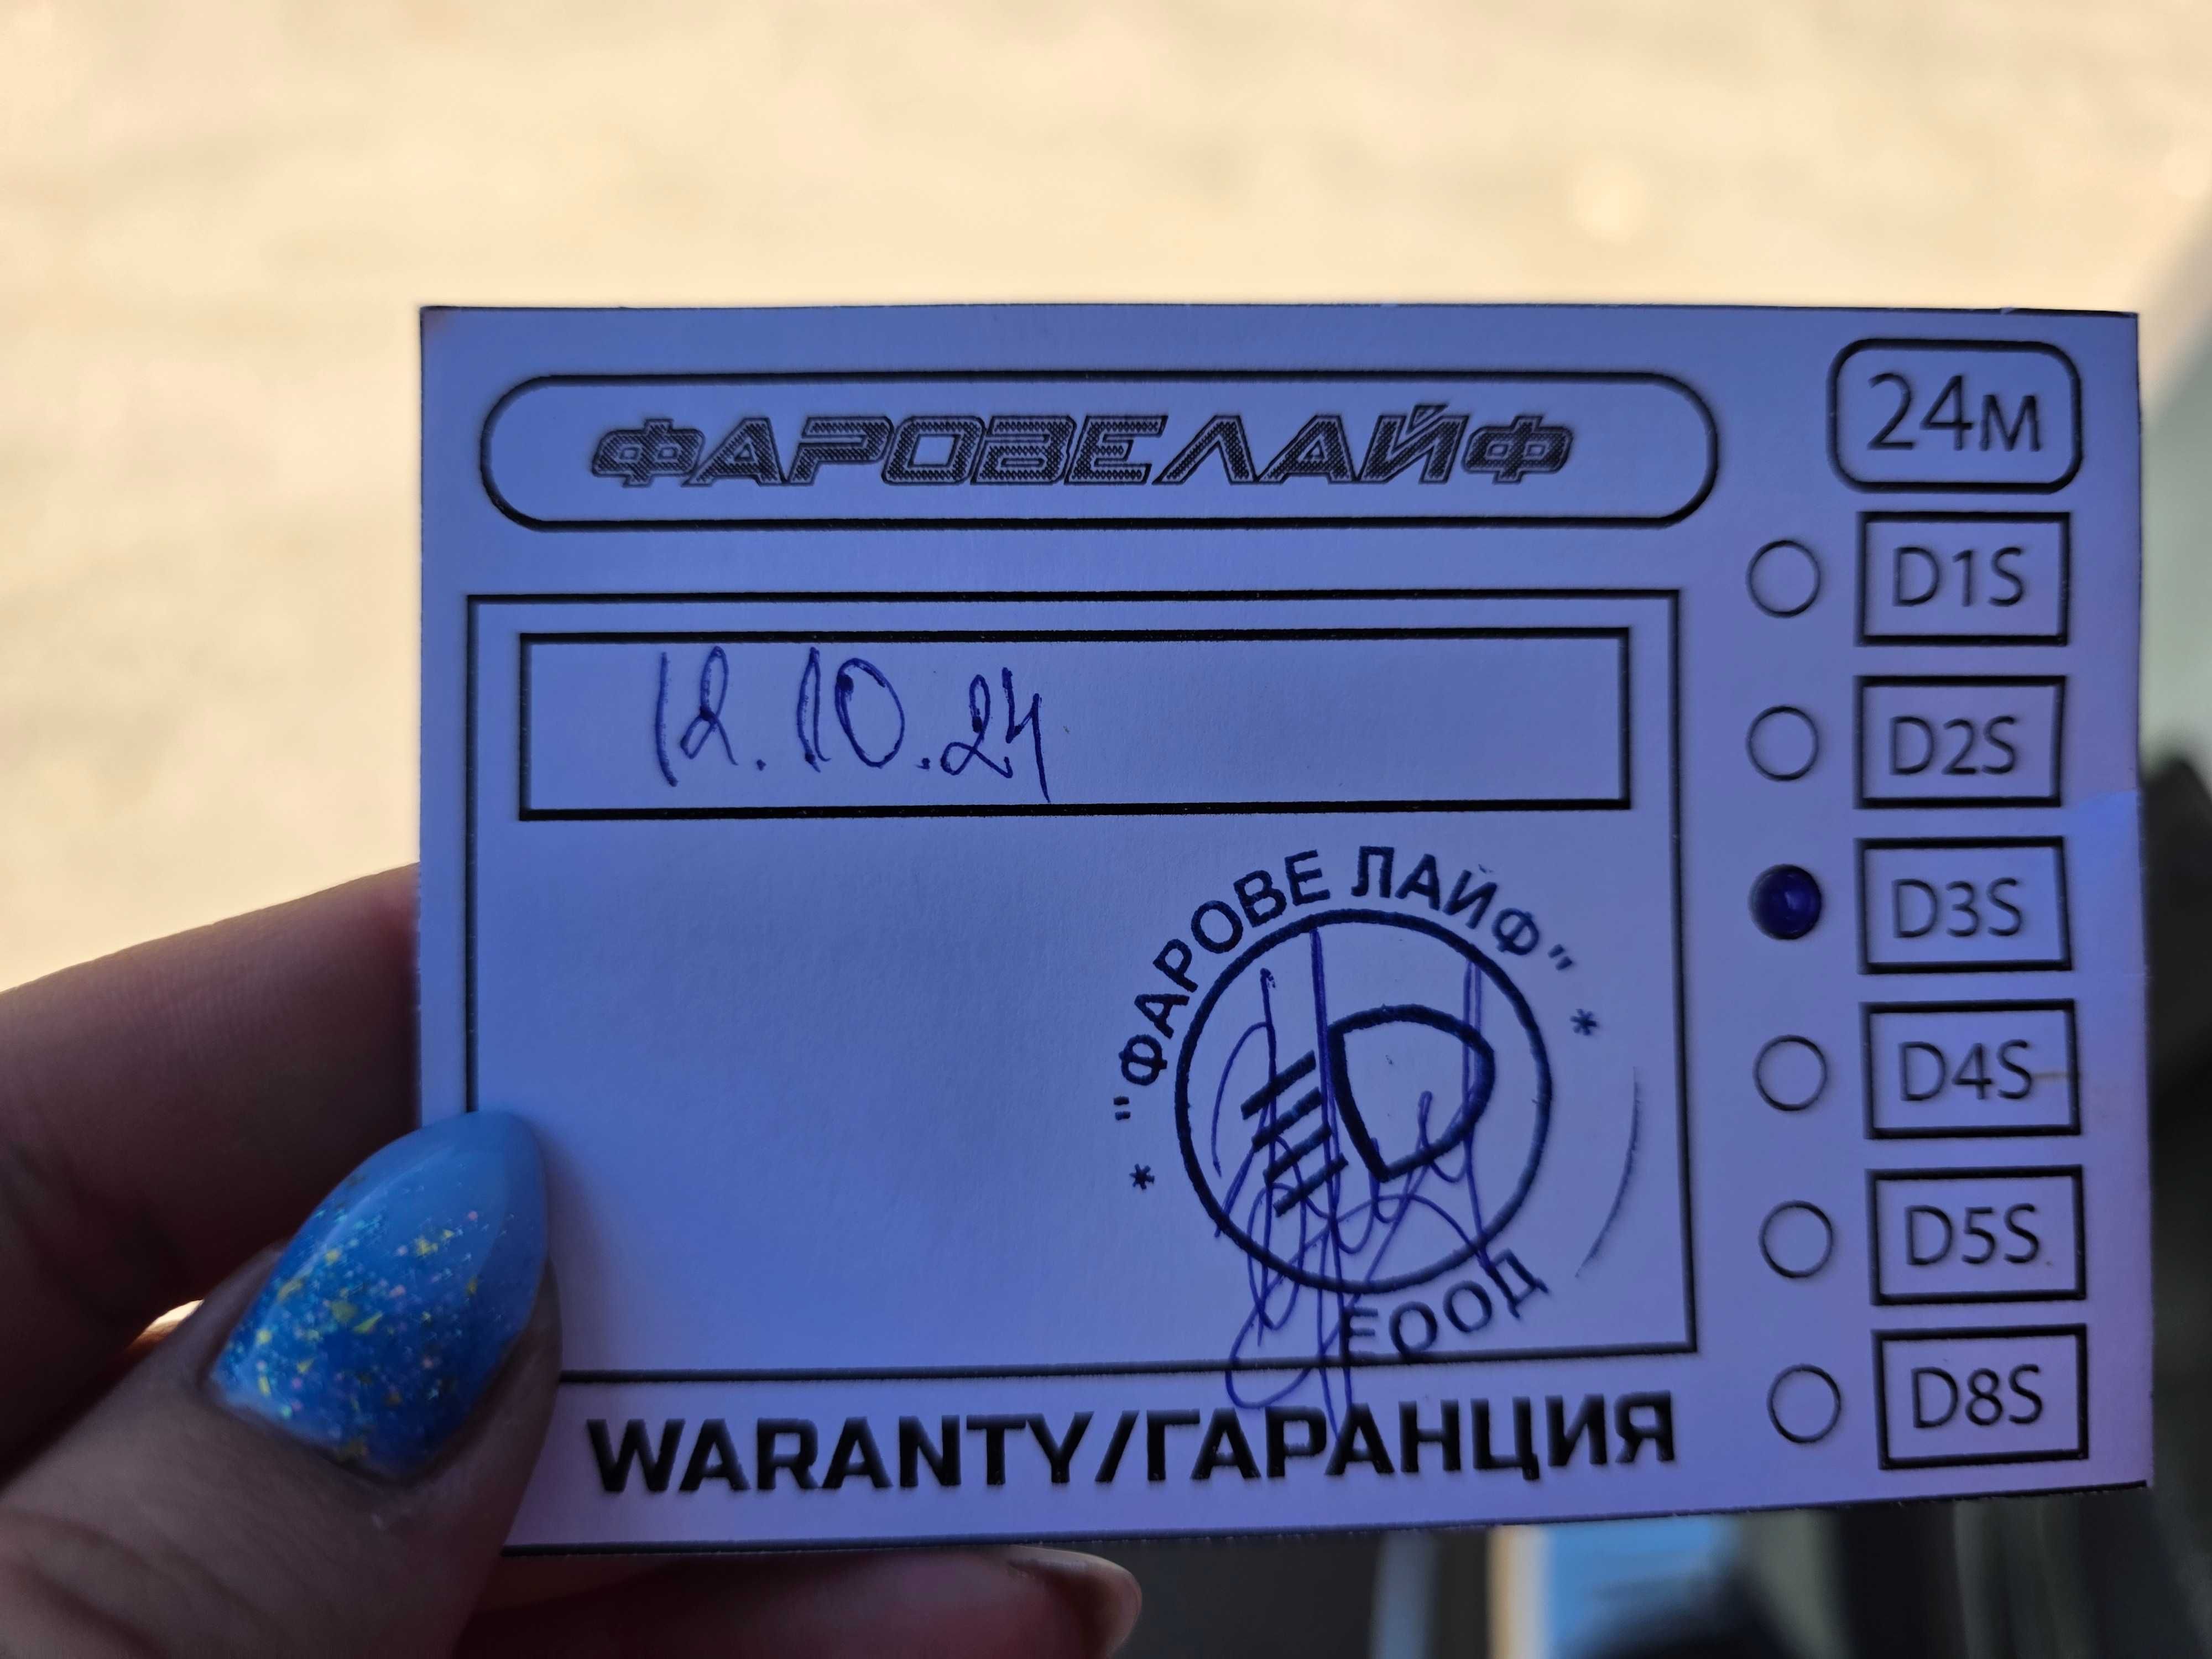 ФАРОВЕЛАЙФ
24м
12.10.24
D1S
D2S
D3S
D4S
D5S
D8S
"ФАРОВЕ ЛАЙФ"
* *
ЕООД
WARANTY/ГАРАНЦИЯ